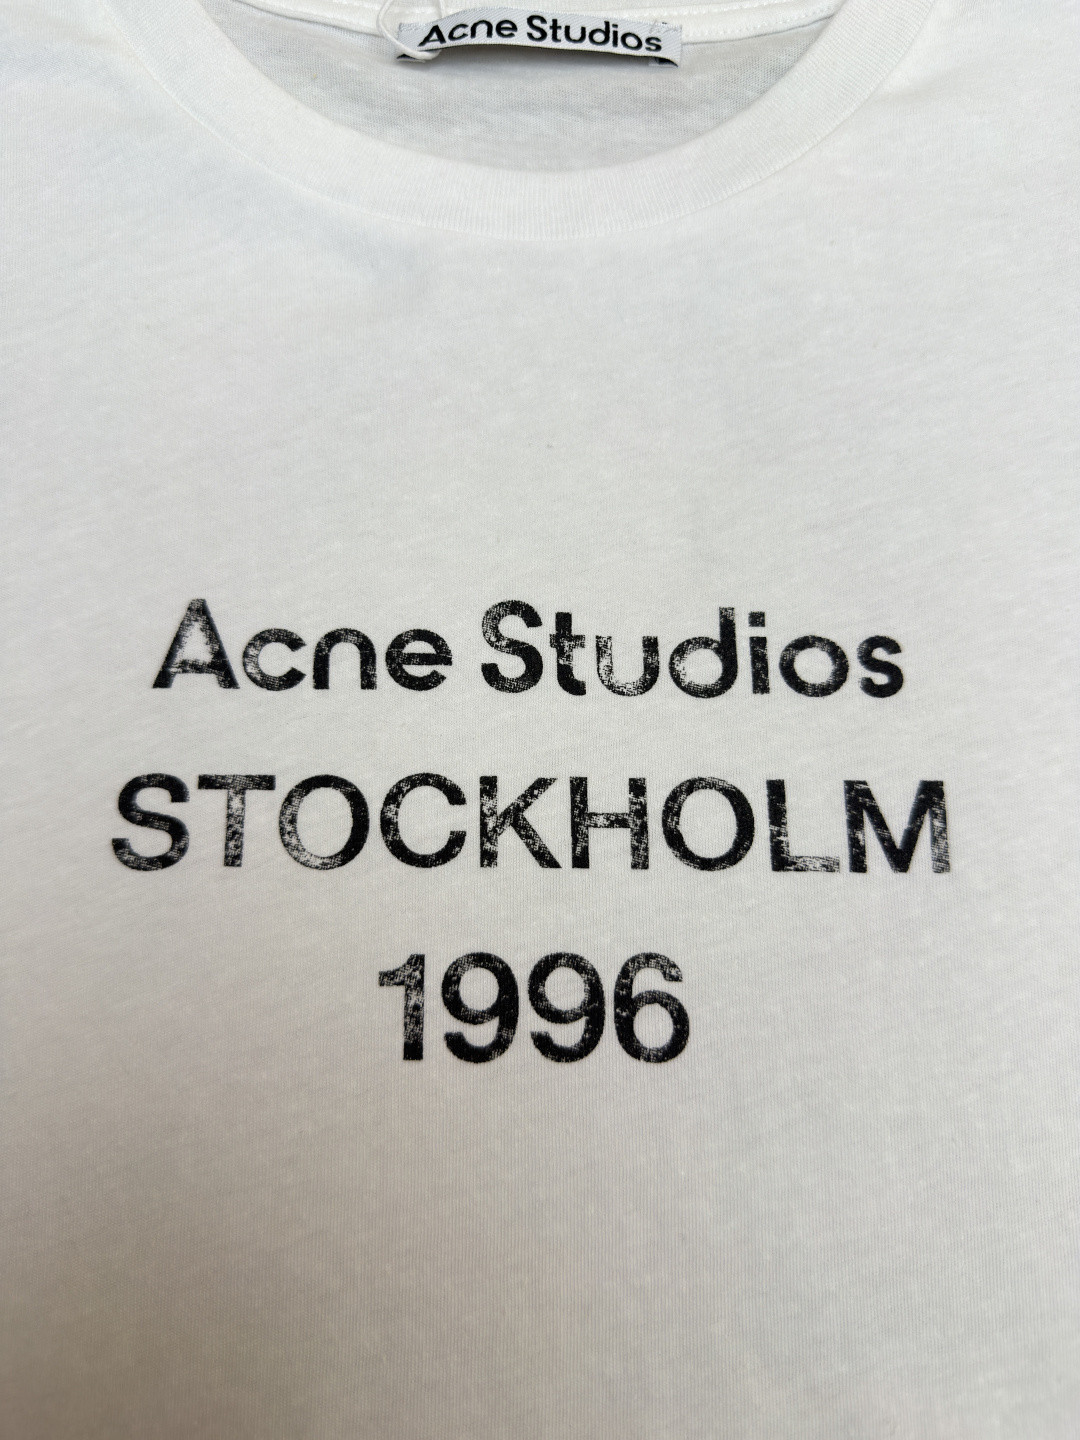 Acne Studios
Acne Studios
STOCKHOLM
1996